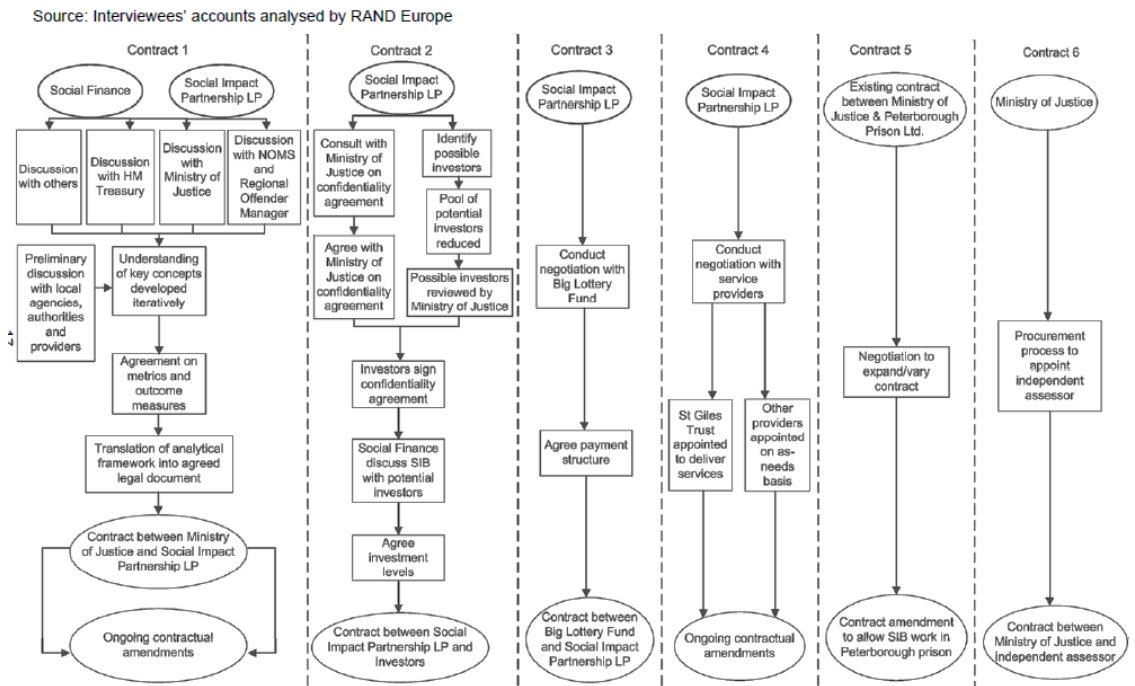 Source: Interviewees' accounts analysed by RAND Europe
Contract 1
Social Finance
Social Impact
Partnership LP
Discussion
with others
Discussion
with HM
Treasury
Discussion
with
Ministry of
Justice
Discussion
with NOMS
and
Regional
Offender
Manager
Preliminary
discussion
with local
agencies,
authorities
and
providers
Understanding
of key concepts
developed
iteratively
Agreement on
metrics and
outcome
measures
Translation of analytical
framework into agreed
legal document
Contract between Ministry
of Justice and Social Impact
Partnership LP
Ongoing contractual
amendments
Contract 2
Social Impact
Partnership LP
Consult with
Ministry of
Justice on
confidentiality
agreement
Identify
possible
investors
Pool of
potential
investors
reduced
Agree with
Ministry of
Justice on
confidentiality
agreement
Possible investors
reviewed by
Ministry of Justice
Investors sign
confidentiality
agreement
Social Finance
discuss SIB
with potential
investors
Agree
investment
levels
Contract between Social
Impact Partnership LP and
Investors
Contract 3
Social Impact
Partnership LP
Conduct
negotiation with
Big Lottery
Fund
Agree payment
structure
Contract between
Big Lottery Fund
and Social Impact
Partnership LP
Contract 4
Social Impact
Partnership LP
Conduct
negotiation with
service
providers
St Giles
Trust
appointed
to deliver
services
Other
providers
appointed
on as-
needs
basis
Ongoing contractual
amendments
Contract 5
Existing contract
between Ministry of
Justice & Peterborough
Prison Ltd.
Negotiation to
expand/vary
contract
Contract amendment
to allow SIB work in
Peterborough prison
Contract 6
Ministry of Justice
Procurement
process to
appoint
independent
assessor
Contract between
Ministry of Justice and
independent assessor